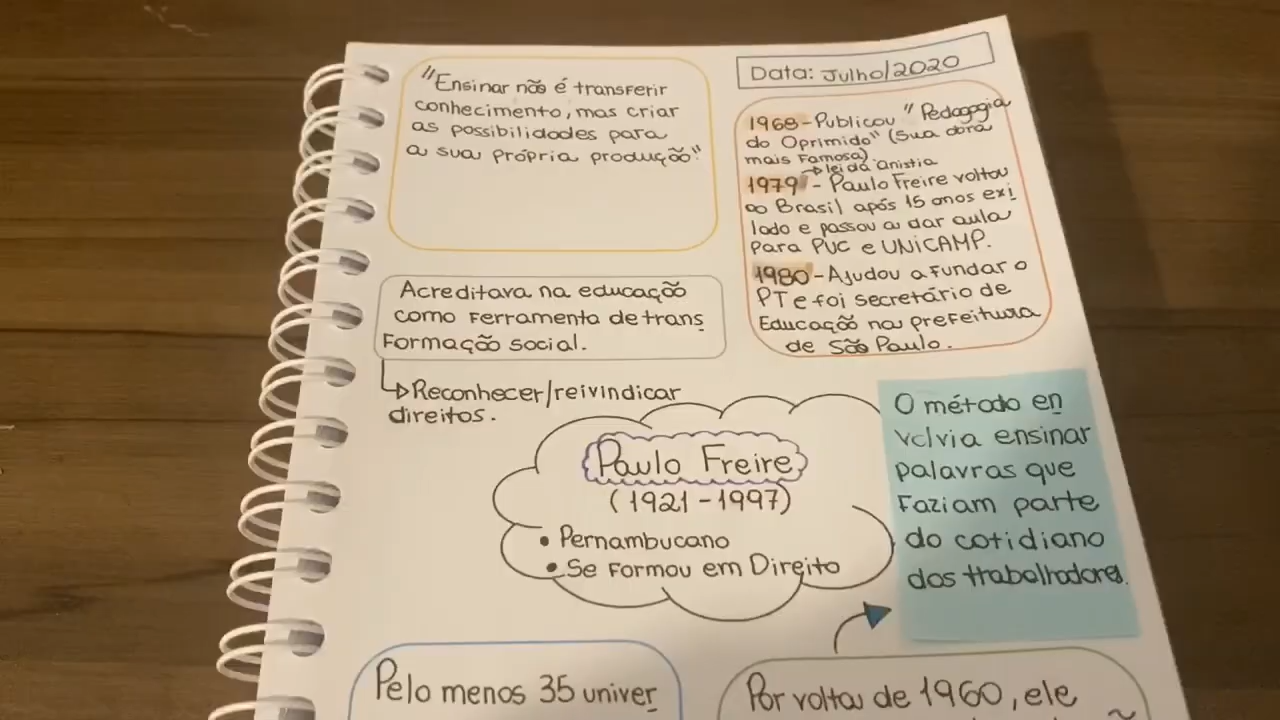 "Ensinar não é transferir
conhecimento, mas criar
as possibilidades para
a sua própria produção"
Data: Julho/2020
1968-Publicou "Pedagogia
do Oprimido" (Sua obra
mais Famosa).
→ lei da anistia
1979 - Paulo Freire voltou
ao Brasil após 15 anos exi
lado e passou a dar aula
para PUC e UNICAMP.
1980 - Ajudou a fundar o
PT e foi secretário de
Educação na prefeitura
de São Paulo.
Acreditava na educação
como ferramenta de trans
Formação social.
↳ Reconhecer/reivindicar
direitos.
Paulo Freire
(1921-1997)
• Pernambucano
• Se formou em Direito
O método en
volvia ensinar
palavras que
Faziam parte
do cotidiano
dos trabalhadores.
Pelo menos 35 univer
Por volta de 1960, ele